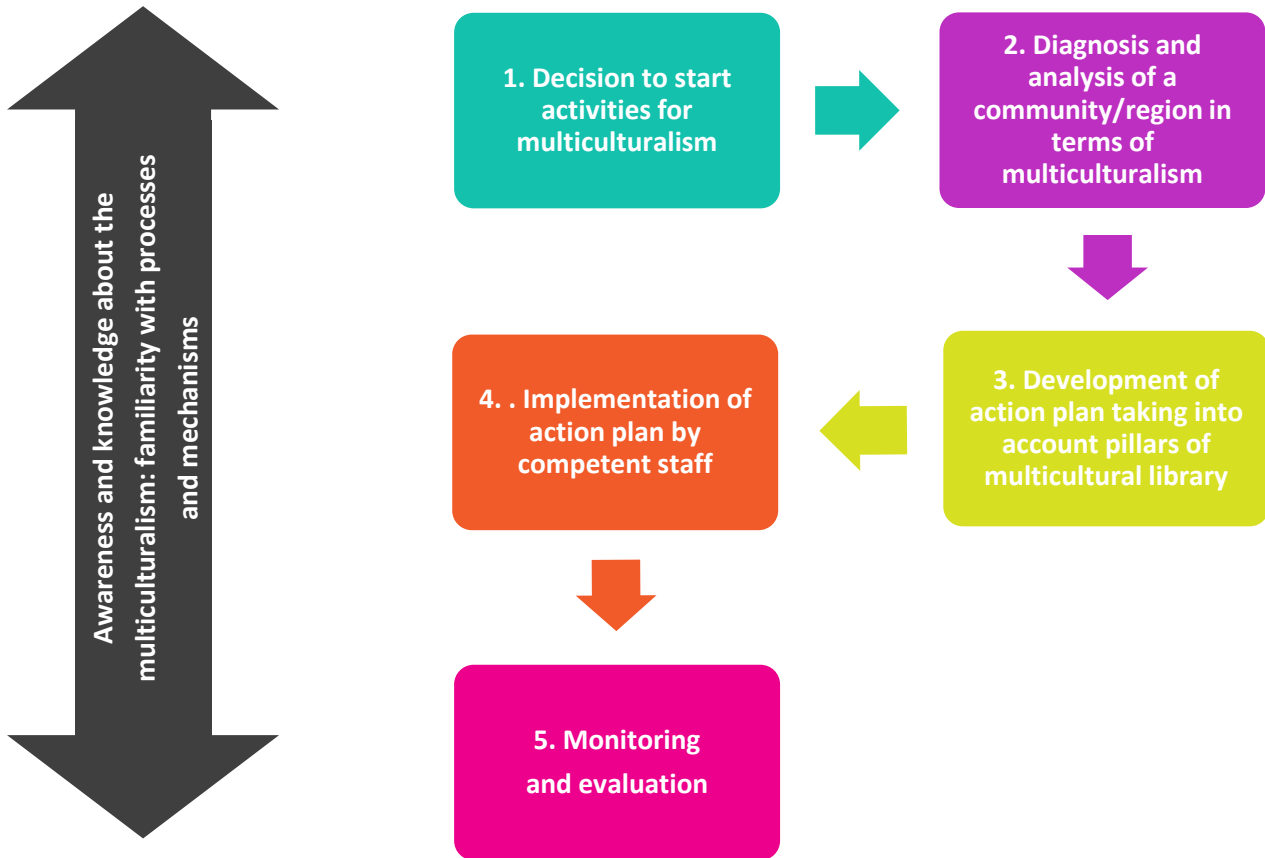 Awareness and knowledge about the
multiculturalism: familiarity with processes
and mechanisms
1. Decision to start
activities for
multiculturalism
2. Diagnosis and
analysis of a
community/region in
terms of
multiculturalism
3. Development of
action plan taking into
account pillars of
multicultural library
4. . Implementation of
action plan by
competent staff
5. Monitoring
and evaluation